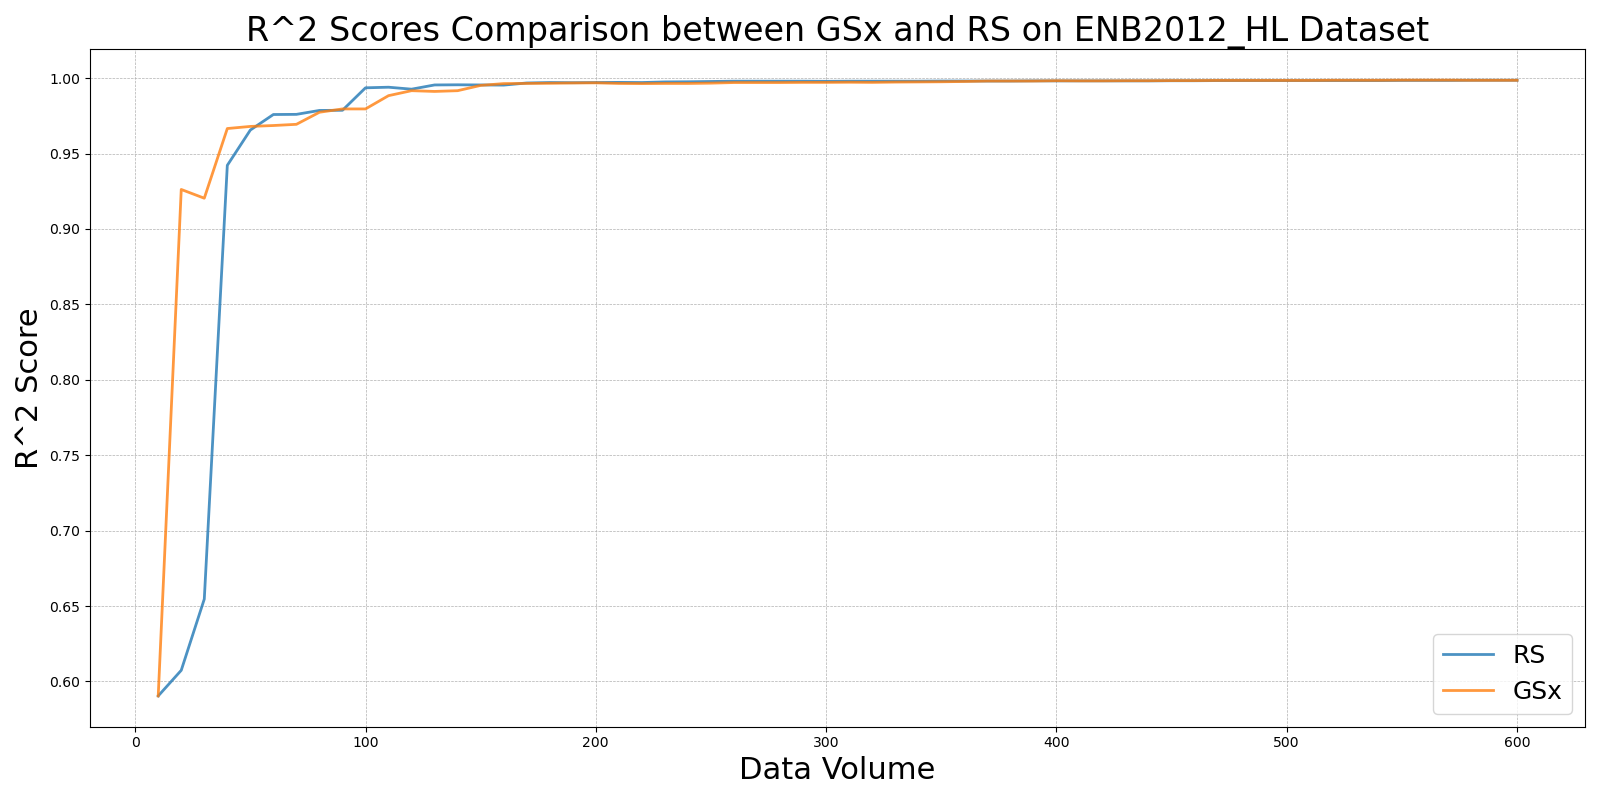 R^2 Scores Comparison between GSx and RS on ENB2012_HL Dataset
R^2 Score
1.00
0.95
0.90
0.85
0.80
0.75
0.70
0.65
0.60
RS
GSx
0 100 200 300 400 500 600
Data Volume